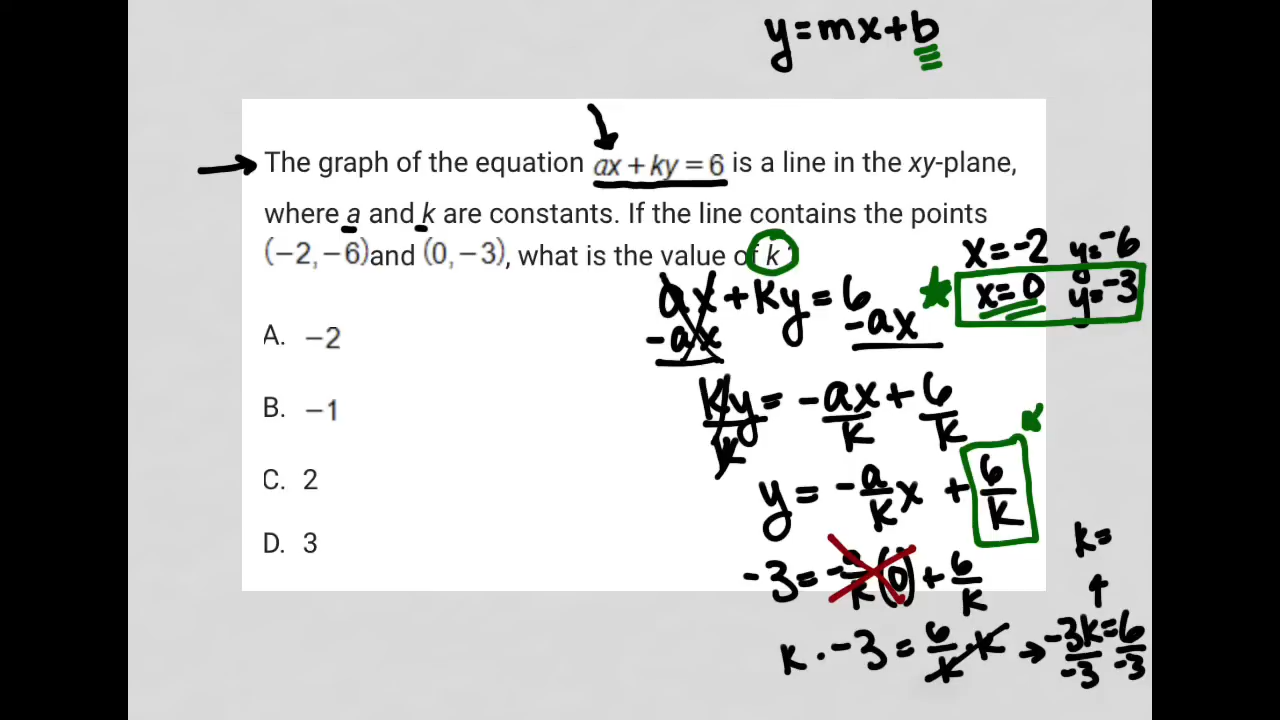 y=mx+b
The graph of the equation ax + ky = 6 is a line in the xy-plane,
where a and k are constants. If the line contains the points
(−2, −6) and (0, −3), what is the value of k?
x=-2 y=-6
x=0 y=-3
ax+ky=6
-ax -ax
A. −2
ky = -ax + 6
k k k
B. −1
y = -a/k x + 6/k
C. 2
k=
D. 3
-3 = -a/k (0) + 6/k
k · -3 = 6/k · k → -3k = 6
-3 -3